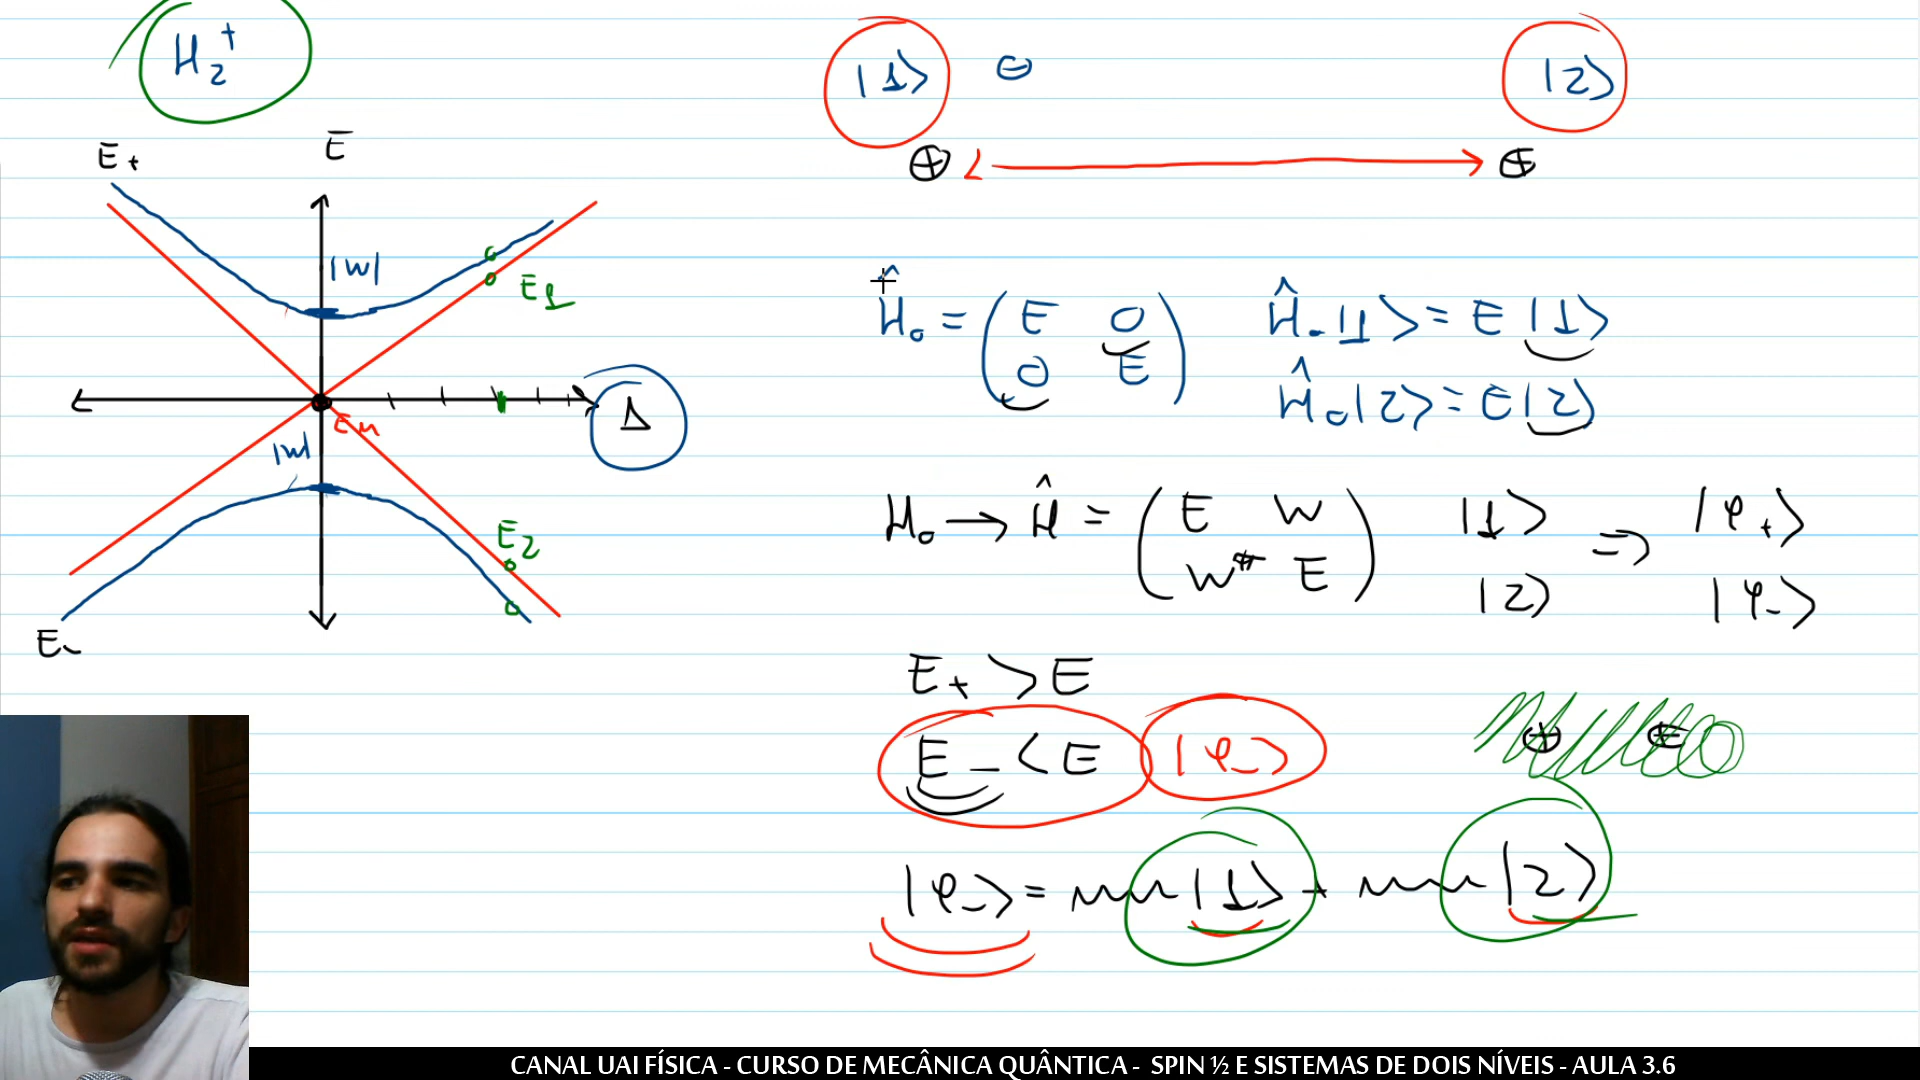 H₂⁺
|1⟩ ⊖ |2⟩
⊕ ⊕
E₊ E
|W|
E₁
Δ
E_M
|W|
E₂
E₋
Ĥ₀ = ( E 0
0 E )
Ĥ₀|1⟩ = E|1⟩
Ĥ₀|2⟩ = E|2⟩
H₀ → Ĥ = ( E W
W* E )
|1⟩ ⇒ |φ₊⟩
|2⟩ |φ₋⟩
E₊ > E
E₋ < E |φ₋⟩
⊕ ⊕
|φ₋⟩ = |1⟩ + |2⟩
CANAL UAI FÍSICA - CURSO DE MECÂNICA QUÂNTICA - SPIN ½ E SISTEMAS DE DOIS NÍVEIS - AULA 3.6